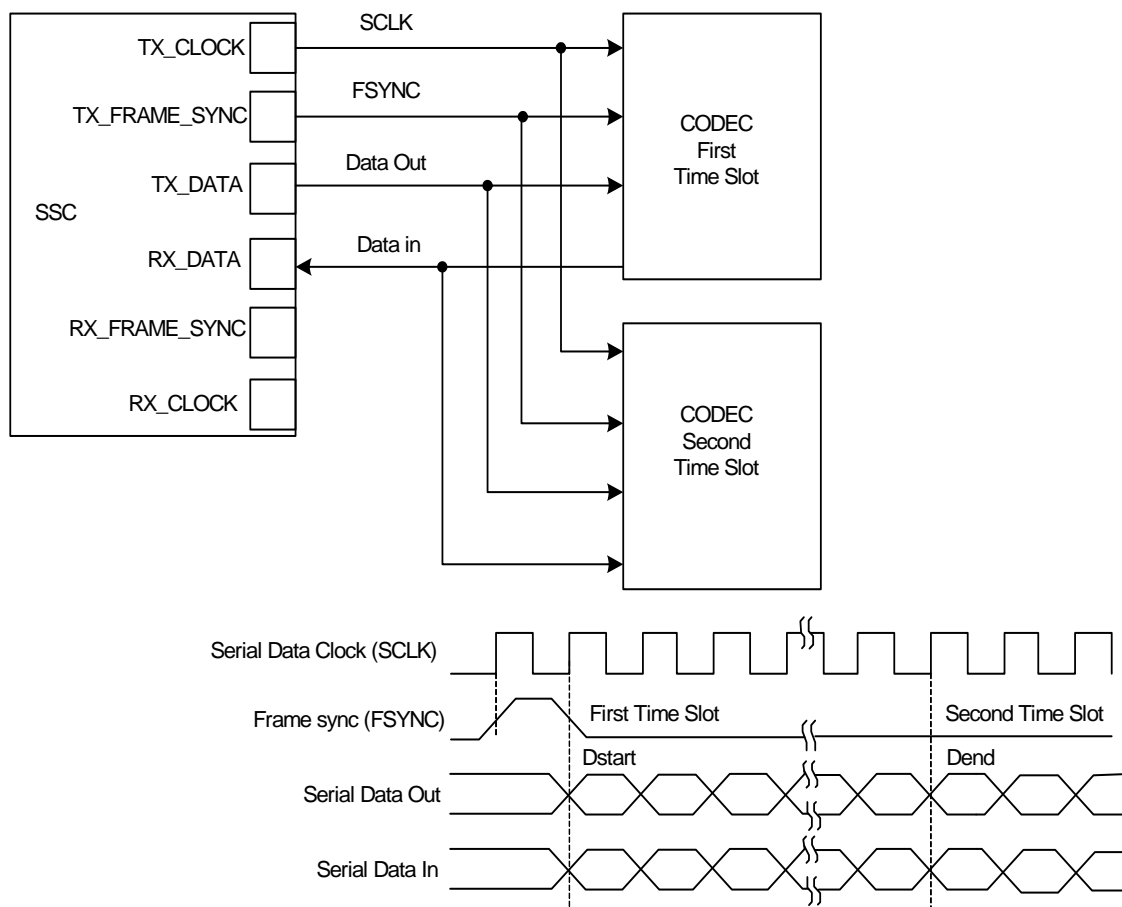 SCLK
TX_CLOCK
FSYNC
TX_FRAME_SYNC
CODEC
First
Time Slot
Data Out
TX_DATA
SSC
Data in
RX_DATA
RX_FRAME_SYNC
RX_CLOCK
CODEC
Second
Time Slot
Serial Data Clock (SCLK)
Frame sync (FSYNC)
First Time Slot
Second Time Slot
Dstart
Dend
Serial Data Out
Serial Data In